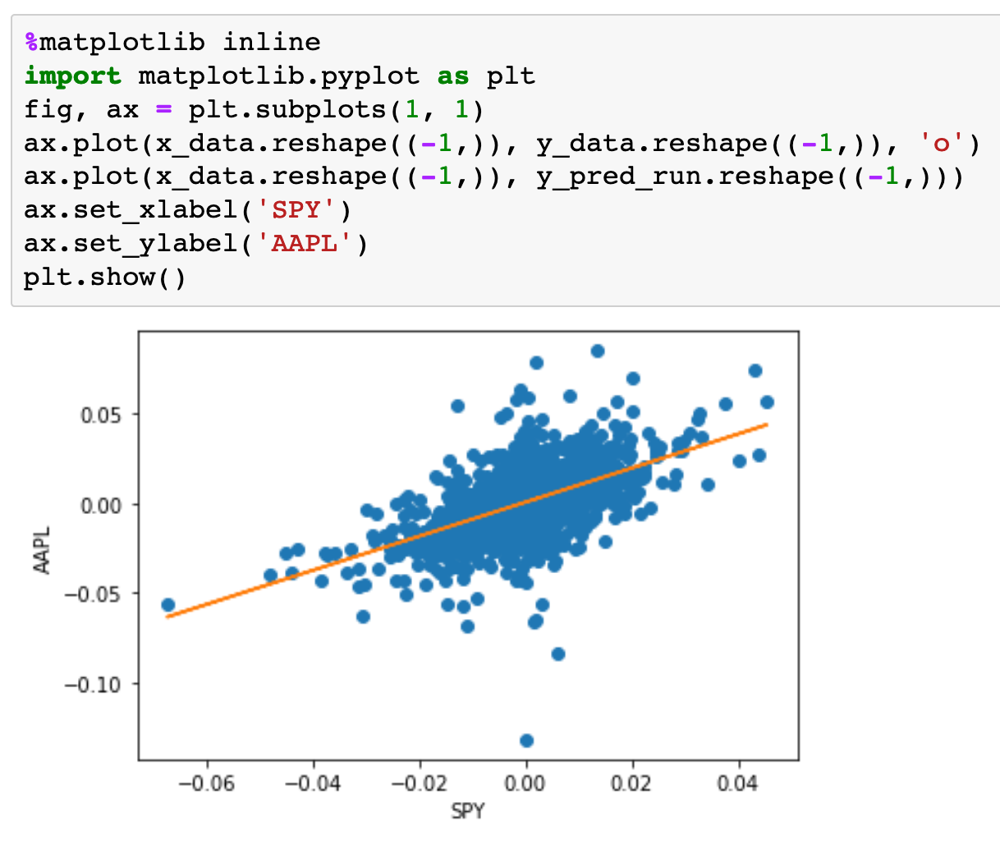 %matplotlib inline
import matplotlib.pyplot as plt
fig, ax = plt.subplots(1, 1)
ax.plot(x_data.reshape((-1,)), y_data.reshape((-1,)), 'o')
ax.plot(x_data.reshape((-1,)), y_pred_run.reshape((-1,)))
ax.set_xlabel('SPY')
ax.set_ylabel('AAPL')
plt.show()
0.05
0.00
−0.05
−0.10
AAPL
−0.06 −0.04 −0.02 0.00 0.02 0.04
SPY